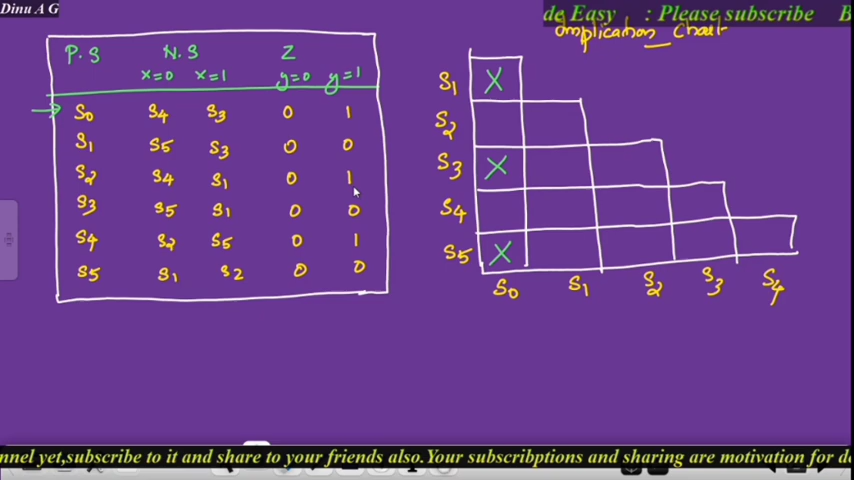 Dinu A G
de Easy : Please subscribe B
Implication Chart
P.S N.S Z
x=0 x=1 y=0 y=1
S0 S4 S3 0 1
S1 S5 S3 0 0
S2 S4 S1 0 1
S3 S5 S1 0 0
S4 S2 S5 0 1
S5 S1 S2 0 0
S1 X
S2
S3 X
S4
S5 X
S0 S1 S2 S3 S4
nnel yet,subscribe to it and share to your friends also.Your subscribptions and sharing are motivation for de